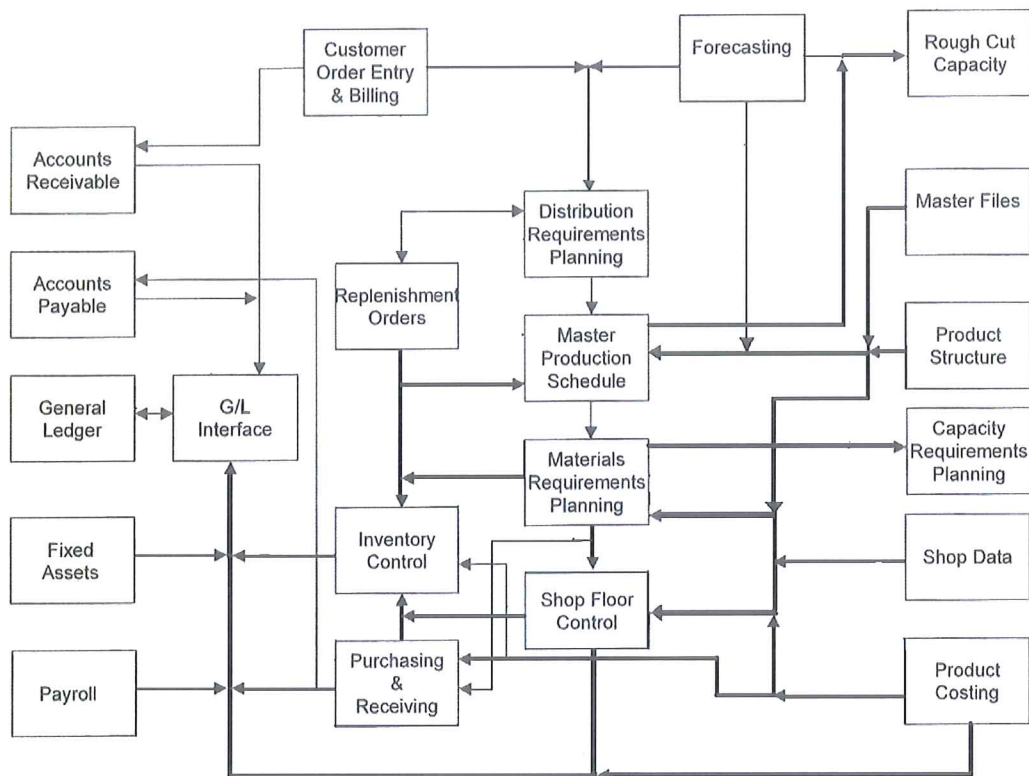 Customer
Order Entry
& Billing
Forecasting
Rough Cut
Capacity
Accounts
Receivable
Distribution
Requirements
Planning
Master Files
Accounts
Payable
Replenishment
Orders
Master
Production
Schedule
Product
Structure
General
Ledger
G/L
Interface
Materials
Requirements
Planning
Capacity
Requirements
Planning
Fixed
Assets
Inventory
Control
Shop Floor
Control
Shop Data
Payroll
Purchasing
&
Receiving
Product
Costing